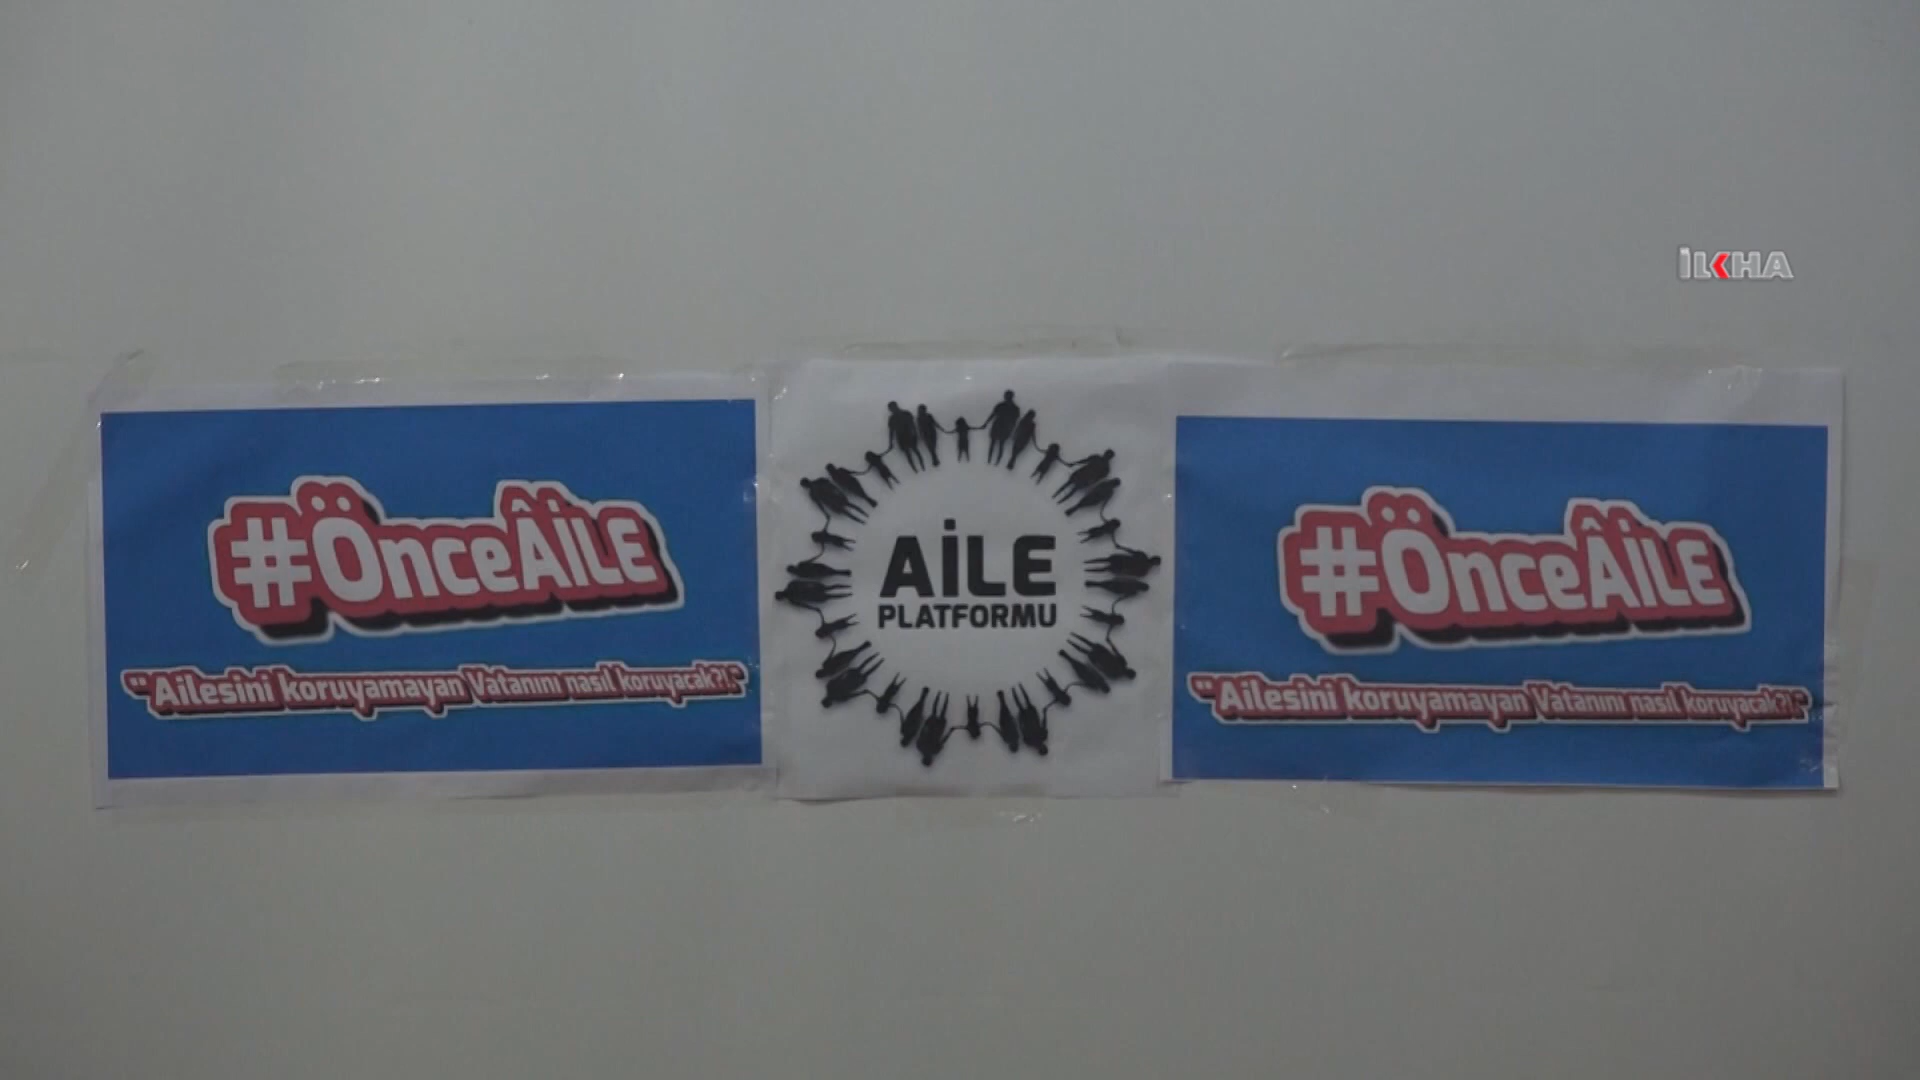 İLKHA
#ÖnceÂİLE
"Ailesini koruyamayan Vatanını nasıl koruyacak?!."
AİLE
PLATFORMU
#ÖnceÂİLE
"Ailesini koruyamayan Vatanını nasıl koruyacak?!."